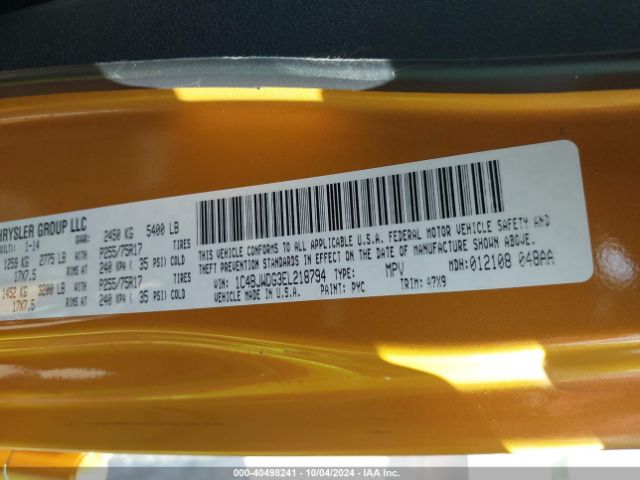 HRYSLER GROUP LLC
1-14 GAWR: 2450 KG 5400 LB
1259 KG 2775 LB P255/75R17 TIRES
17X7.5 240 KPA ( 35 PSI) COLD
1452 KG 3200 LB P255/75R17 TIRES
17X7.5 240 KPA ( 35 PSI) COLD
THIS VEHICLE CONFORMS TO ALL APPLICABLE U.S.A. FEDERAL MOTOR VEHICLE SAFETY AND
THEFT PREVENTION STANDARDS IN EFFECT ON THE DATE OF MANUFACTURE SHOWN ABOVE.
VIN: 1C4BJWDG3EL218794 TYPE: MPV MDH: 012108 048AA
VEHICLE MADE IN U.S.A. PAINT: PYC TRIM: A7X9
000-40498241 - 10/04/2024 - IAA Inc.